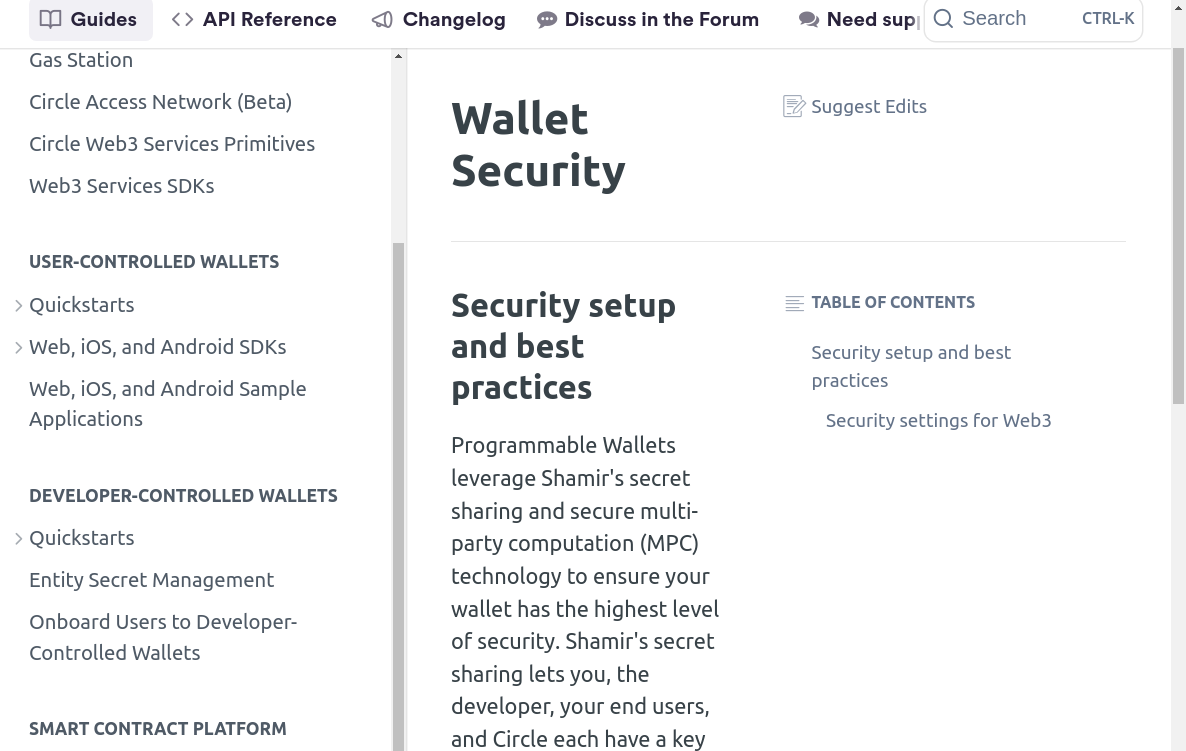 Guides
API Reference
Changelog
Discuss in the Forum
Need sup
Search
CTRL-K
Gas Station
Circle Access Network (Beta)
Circle Web3 Services Primitives
Web3 Services SDKs
USER-CONTROLLED WALLETS
Quickstarts
Web, iOS, and Android SDKs
Web, iOS, and Android Sample
Applications
DEVELOPER-CONTROLLED WALLETS
Quickstarts
Entity Secret Management
Onboard Users to Developer-
Controlled Wallets
SMART CONTRACT PLATFORM
Wallet
Security
Suggest Edits
Security setup
and best
practices
Programmable Wallets
leverage Shamir's secret
sharing and secure multi-
party computation (MPC)
technology to ensure your
wallet has the highest level
of security. Shamir's secret
sharing lets you, the
developer, your end users,
and Circle each have a key
TABLE OF CONTENTS
Security setup and best
practices
Security settings for Web3